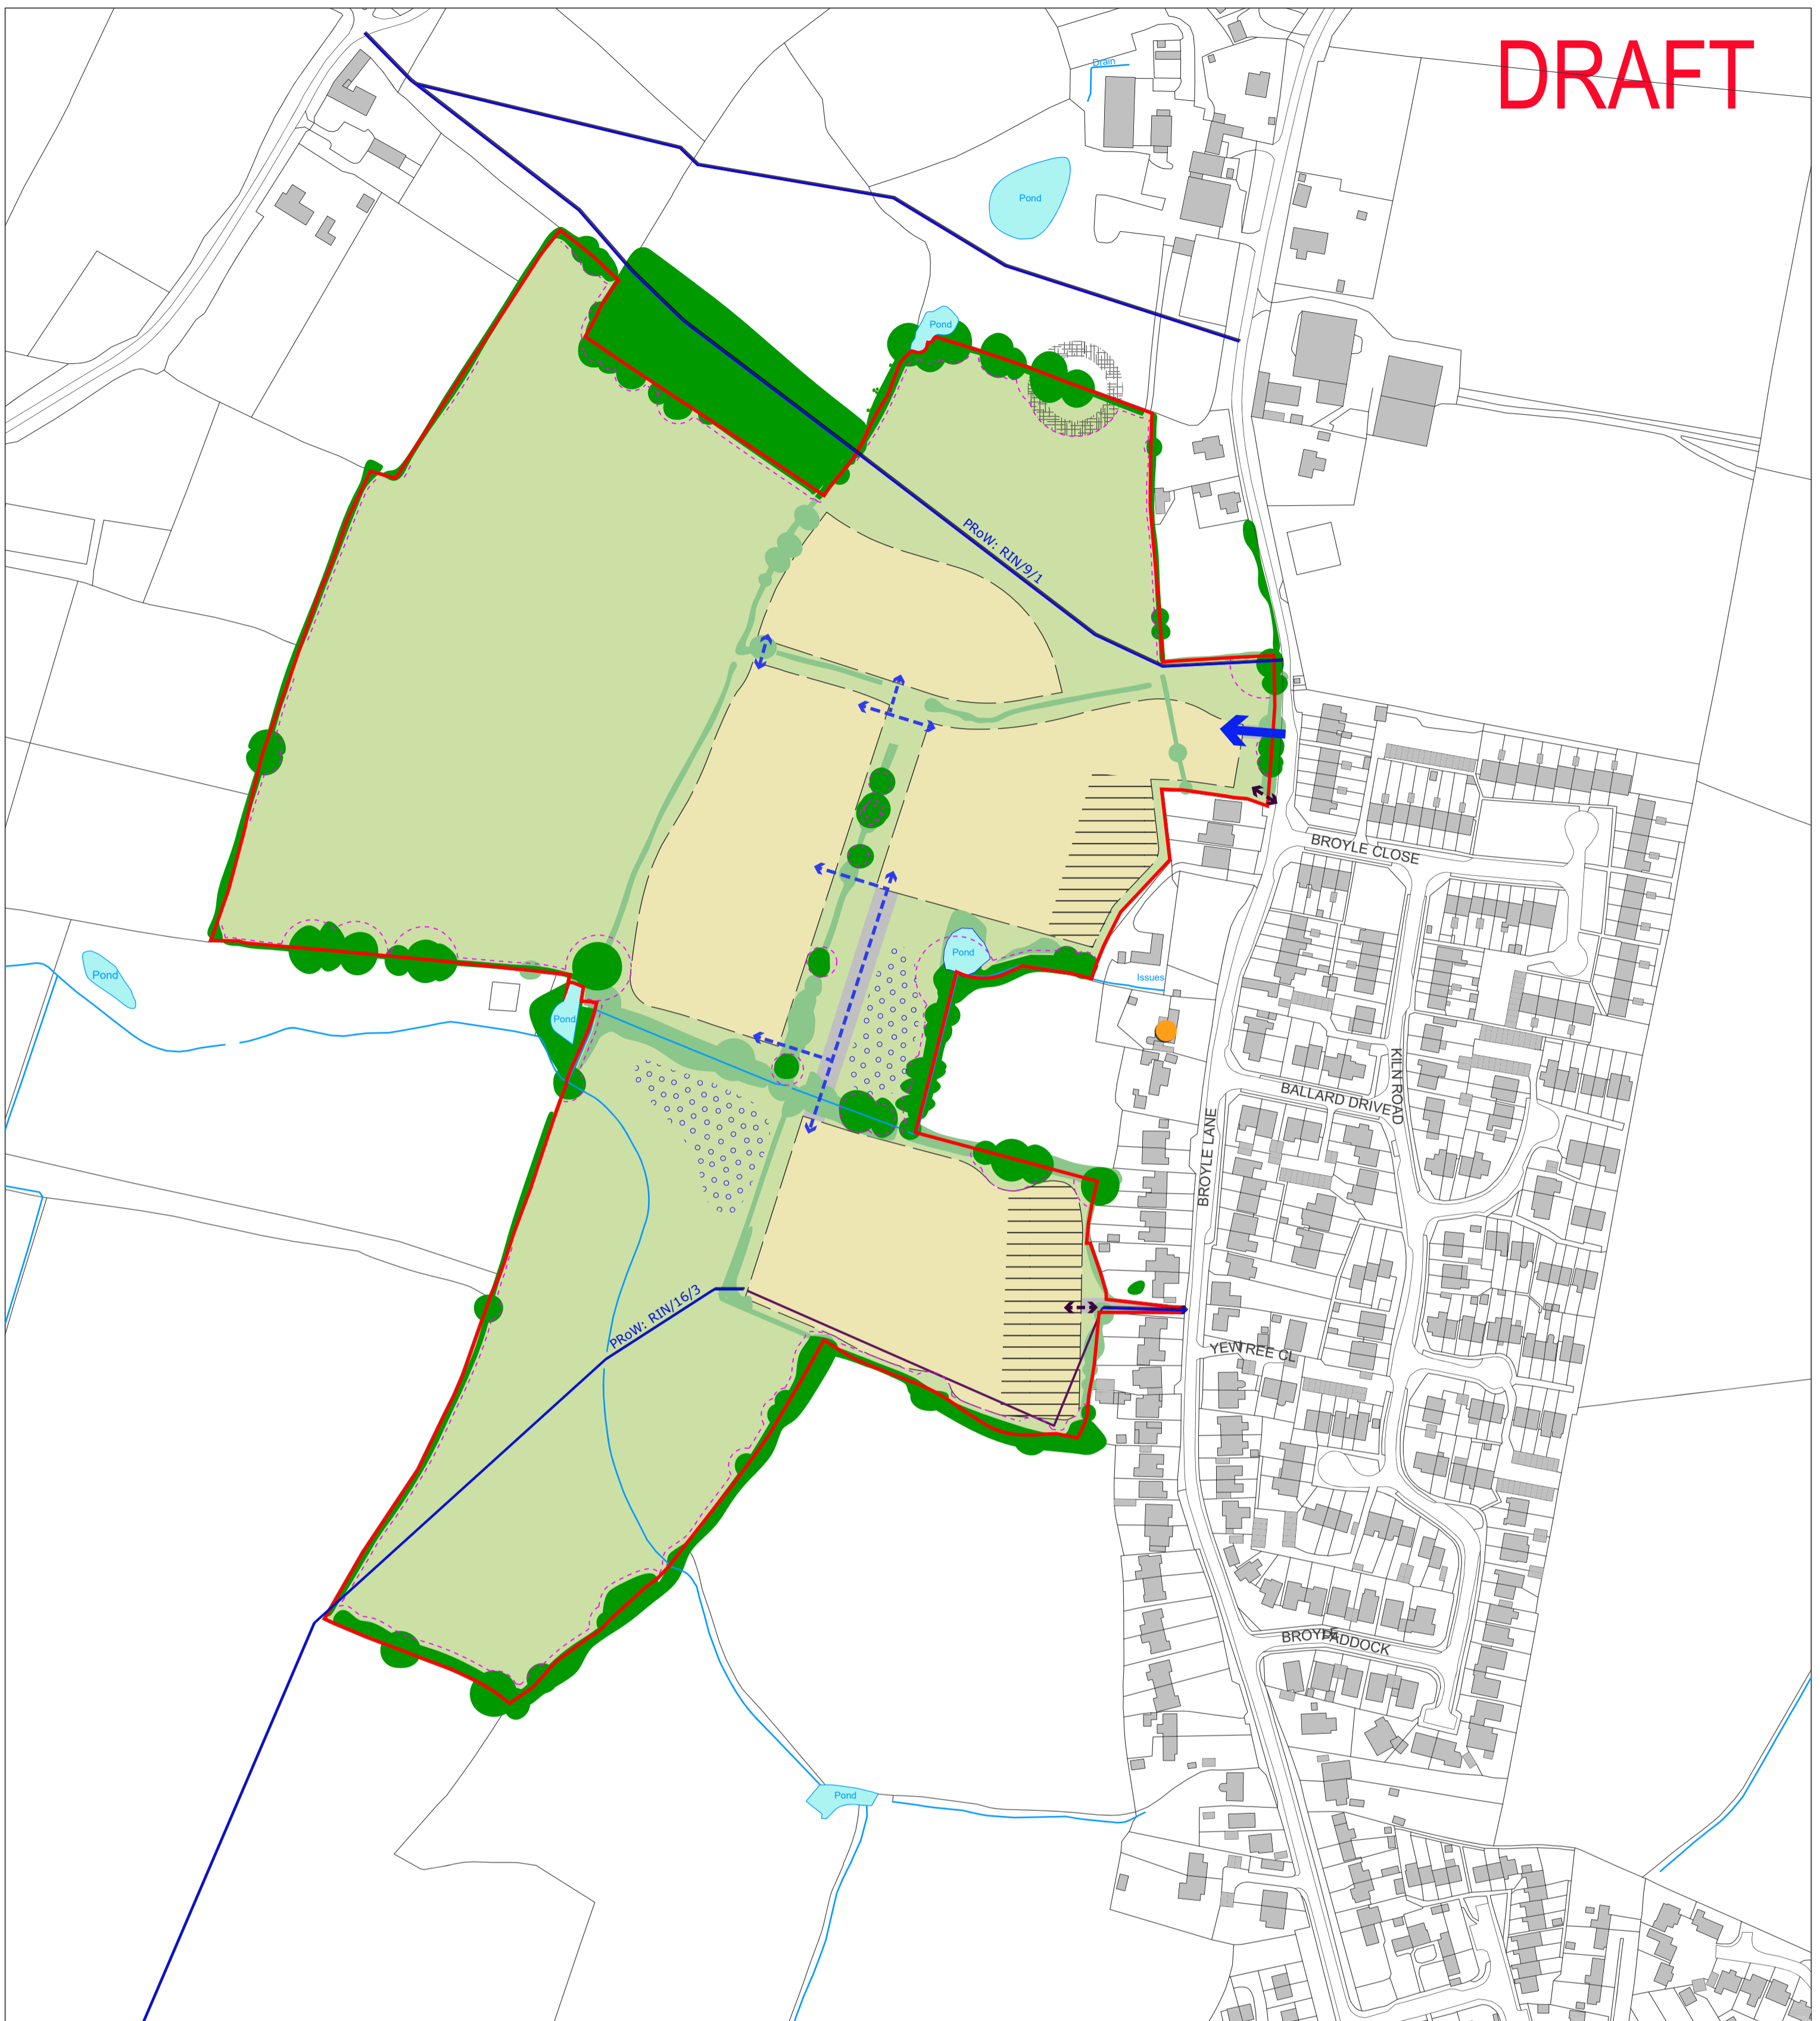 DRAFT
Drain
Pond
Pond
PRoW: RIN/9/1
BROYLE CLOSE
Pond
Pond
Issues
Pond
KILN ROAD
BALLARD DRIVE
BROYLE LANE
PRoW: RIN/16/3
YEWTREE CL
BROYLE
PADDOCK
Pond